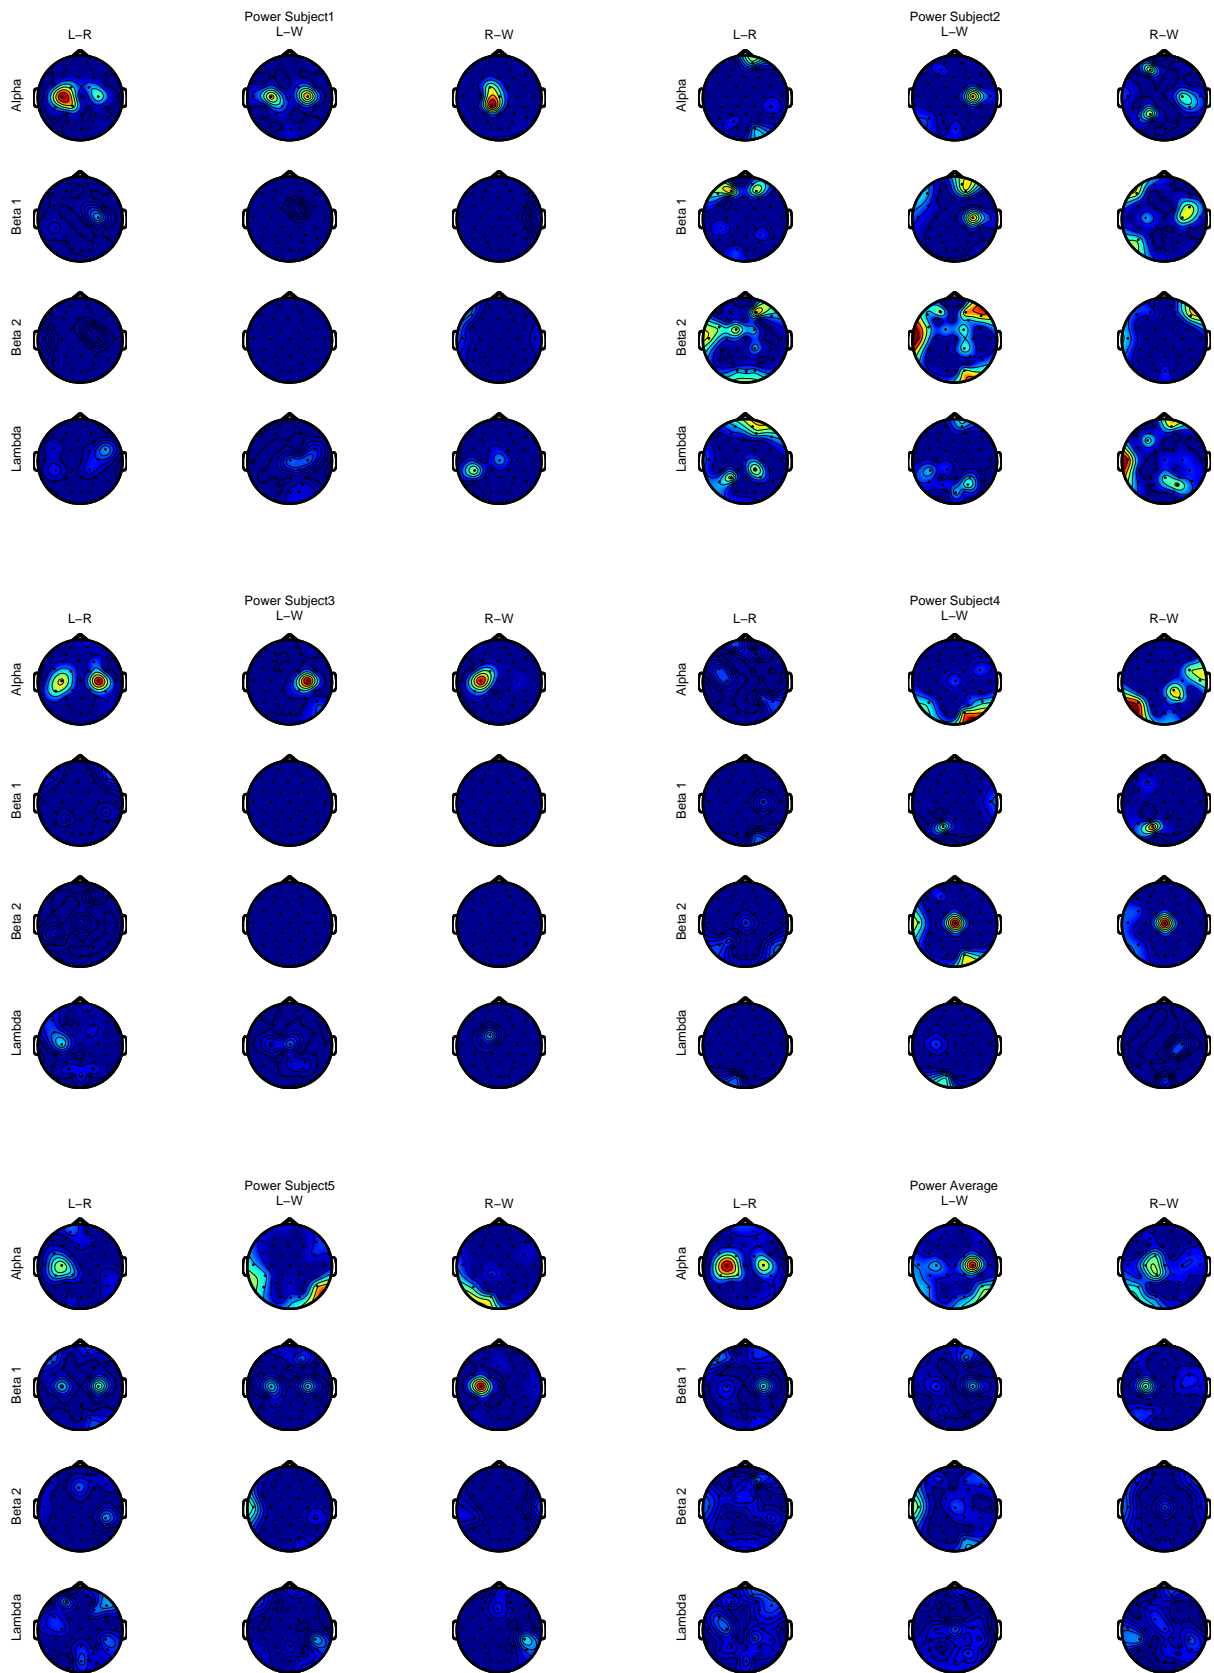 Power Subject1
L−R L−W R−W
Alpha
Beta 1
Beta 2
Lambda
Power Subject2
L−R L−W R−W
Alpha
Beta 1
Beta 2
Lambda
Power Subject3
L−R L−W R−W
Alpha
Beta 1
Beta 2
Lambda
Power Subject4
L−R L−W R−W
Alpha
Beta 1
Beta 2
Lambda
Power Subject5
L−R L−W R−W
Alpha
Beta 1
Beta 2
Lambda
Power Average
L−R L−W R−W
Alpha
Beta 1
Beta 2
Lambda